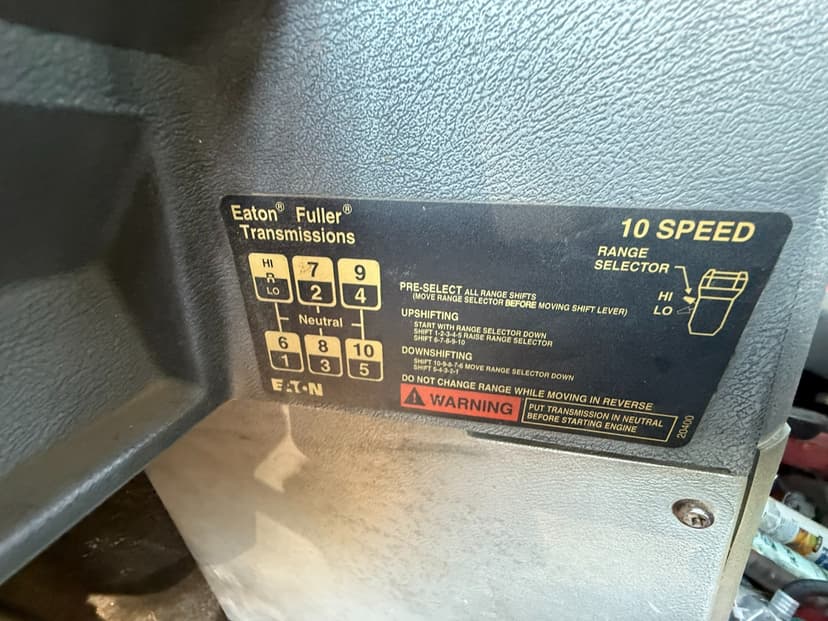 Eaton® Fuller®
Transmissions
10 SPEED
RANGE
SELECTOR
HI
LO
HI 7 9
R
LO 2 4
Neutral
6 8 10
1 3 5
EATON
PRE-SELECT ALL RANGE SHIFTS
(MOVE RANGE SELECTOR BEFORE MOVING SHIFT LEVER)
UPSHIFTING
START WITH RANGE SELECTOR DOWN
SHIFT 1-2-3-4-5 RAISE RANGE SELECTOR
SHIFT 6-7-8-9-10
DOWNSHIFTING
SHIFT 10-9-8-7-6 MOVE RANGE SELECTOR DOWN
SHIFT 5-4-3-2-1
DO NOT CHANGE RANGE WHILE MOVING IN REVERSE
WARNING
PUT TRANSMISSION IN NEUTRAL
BEFORE STARTING ENGINE
20400